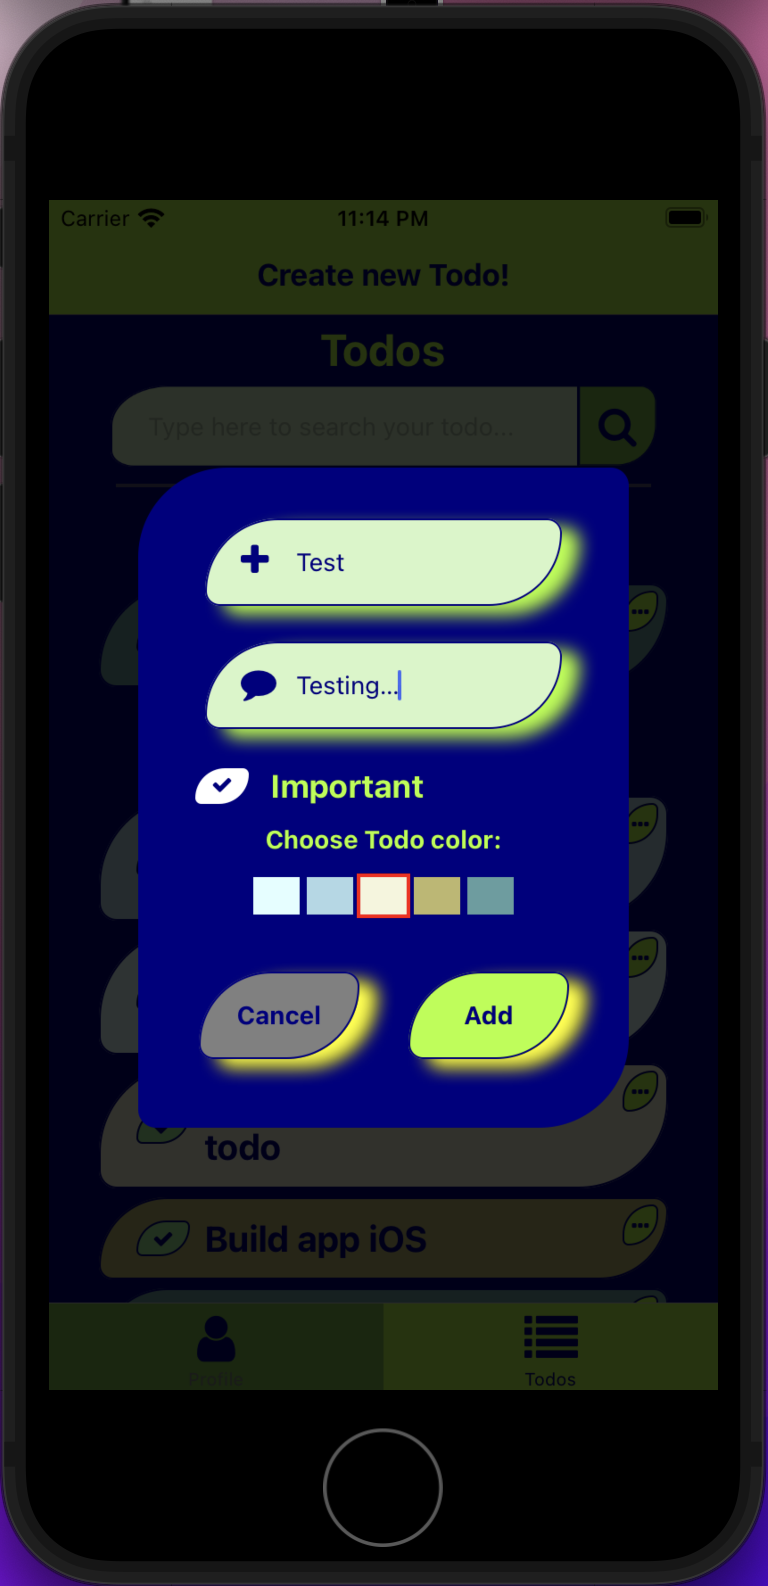 Carrier 11:14 PM
Create new Todo!
Todos
Type here to search your todo...
Test
Testing...
Important
Choose Todo color:
Cancel Add
todo
Build app iOS
Profile Todos